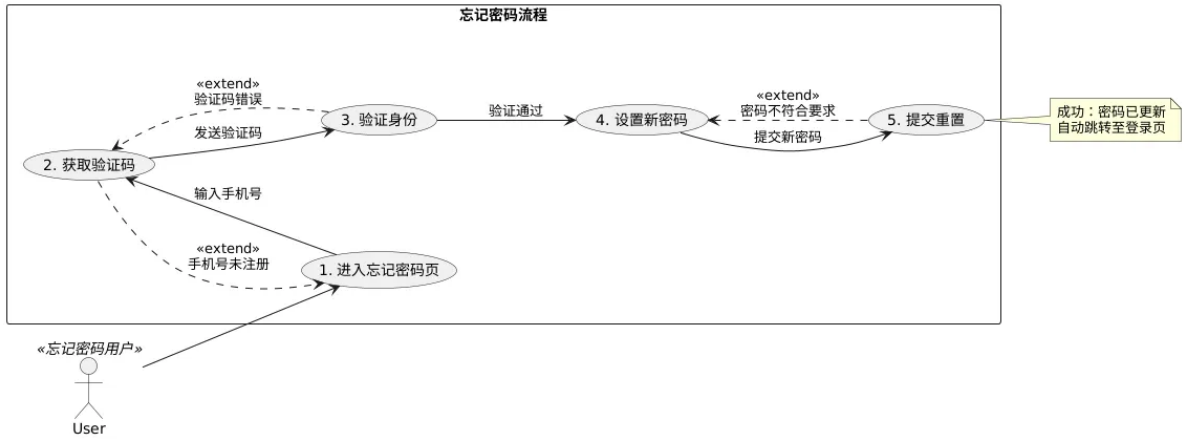 忘记密码流程
«extend»
验证码错误
3. 验证身份
验证通过
4. 设置新密码
«extend»
密码不符合要求
5. 提交重置
成功：密码已更新
自动跳转至登录页
发送验证码
提交新密码
2. 获取验证码
输入手机号
«extend»
手机号未注册
1. 进入忘记密码页
«忘记密码用户»
User